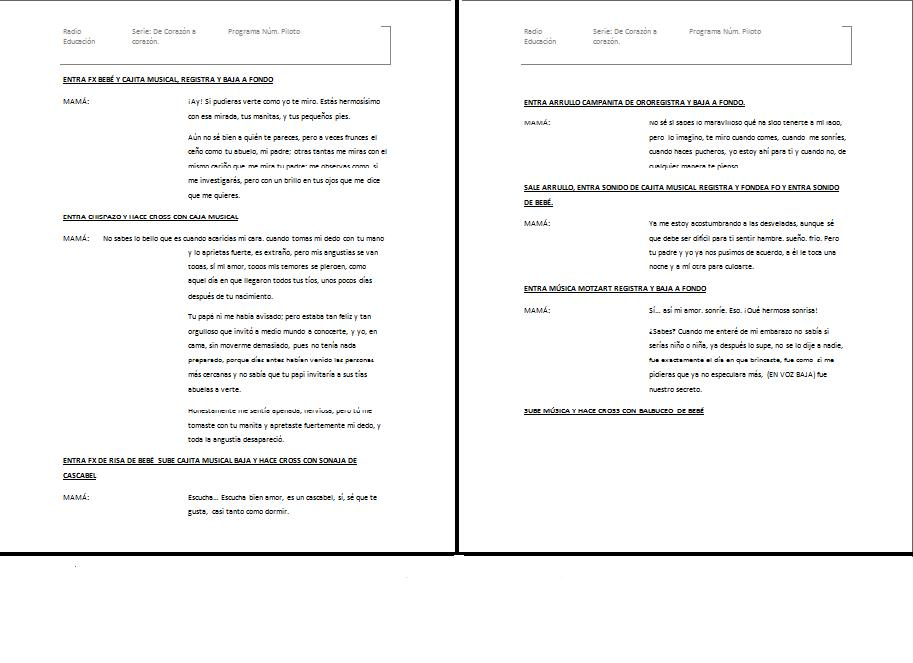 Radio Serie: De Corazón a Programa Núm. Piloto
Educación corazón.
ENTRA FX BEBÉ Y CAJITA MUSICAL, REGISTRA Y BAJA A FONDO
MAMÁ: ¡Ay! Si pudieras verte como yo te miro. Estás hermosísimo
con esa mirada, tus manitas, y tus pequeños pies.
Aún no sé bien a quién te pareces, pero a veces frunces el
ceño como tu abuelo, mi padre; otras tantas me miras con el
mismo cariño que me mira tu padre; me observas como si
me investigarás, pero con un brillo en tus ojos que me dice
que me quieres.
ENTRA CHISPAZO Y HACE CROSS CON CAJA MUSICAL
MAMÁ: No sabes lo bello que es cuando acaricias mi cara. cuando tomas mi dedo con tu mano
y lo aprietas fuerte, es extraño, pero mis angustias se van
todas, sí mi amor, todos mis temores se pierden, como
aquel día en que llegaron todos tus tíos, unos pocos días
después de tu nacimiento.
Tu papá ni me había avisado; pero estaba tan feliz y tan
orgulloso que invitó a medio mundo a conocerte, y yo, en
cama, sin moverme demasiado, pues no tenía nada
preparado, porque días antes habían venido las personas
más cercanas y no sabía que tu papi invitaría a sus tías
abuelas a verte.
Honestamente me sentía apenada, nerviosa, pero tú me
tomaste con tu manita y apretaste fuertemente mi dedo, y
toda la angustia desapareció.
ENTRA FX DE RISA DE BEBÉ SUBE CAJITA MUSICAL BAJA Y HACE CROSS CON SONAJA DE
CASCABEL
MAMÁ: Escucha... Escucha bien amor, es un cascabel, sí, sé que te
gusta, casi tanto como dormir.
Radio Serie: De Corazón a Programa Núm. Piloto
Educación corazón.
ENTRA ARRULLO CAMPANITA DE OROREGISTRA Y BAJA A FONDO.
MAMÁ: No sé si sabes lo maravilloso qué ha sido tenerte a mi lado,
pero lo imagino, te miro cuando comes, cuando me sonríes,
cuando haces pucheros, yo estoy ahí para ti y cuando no, de
cualquier manera te pienso
SALE ARRULLO, ENTRA SONIDO DE CAJITA MUSICAL REGISTRA Y FONDEA FO Y ENTRA SONIDO
DE BEBÉ.
MAMÁ: Ya me estoy acostumbrando a las desveladas, aunque sé
que debe ser difícil para ti sentir hambre. sueño. frio. Pero
tu padre y yo ya nos pusimos de acuerdo, a él le toca una
noche y a mí otra para cuidarte.
ENTRA MÚSICA MOTZART REGISTRA Y BAJA A FONDO
MAMÁ: Sí... así mi amor. sonríe. Eso. ¡Qué hermosa sonrisa!
¿Sabes? Cuando me enteré de mi embarazo no sabía si
serías niño o niña, ya después lo supe, no se lo dije a nadie,
fue exactamente el día en que brincaste, fue como si me
pidieras que ya no especulara más, (EN VOZ BAJA) fue
nuestro secreto.
SUBE MÚSICA Y HACE CROSS CON BALBUCEO DE BEBÉ